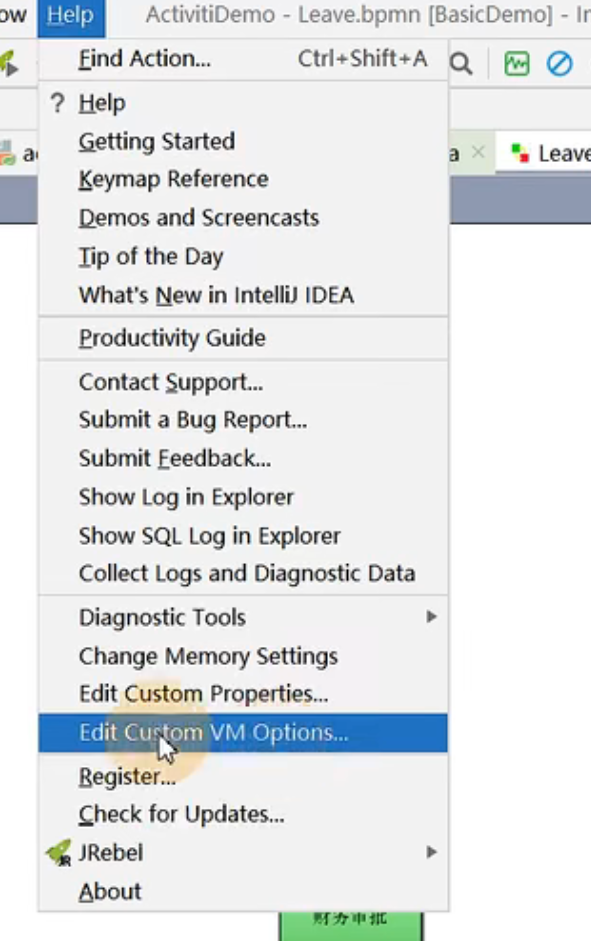 Help
ActivitiDemo - Leave.bpmn [BasicDemo] -
Find Action... Ctrl+Shift+A
? Help
Getting Started
Leave
Keymap Reference
Demos and Screencasts
Tip of the Day
What's New in IntelliJ IDEA
Productivity Guide
Contact Support...
Submit a Bug Report...
Submit Feedback...
Show Log in Explorer
Show SQL Log in Explorer
Collect Logs and Diagnostic Data
Diagnostic Tools
Change Memory Settings
Edit Custom Properties...
Edit Custom VM Options...
Register...
Check for Updates...
JRebel
About
财务审批